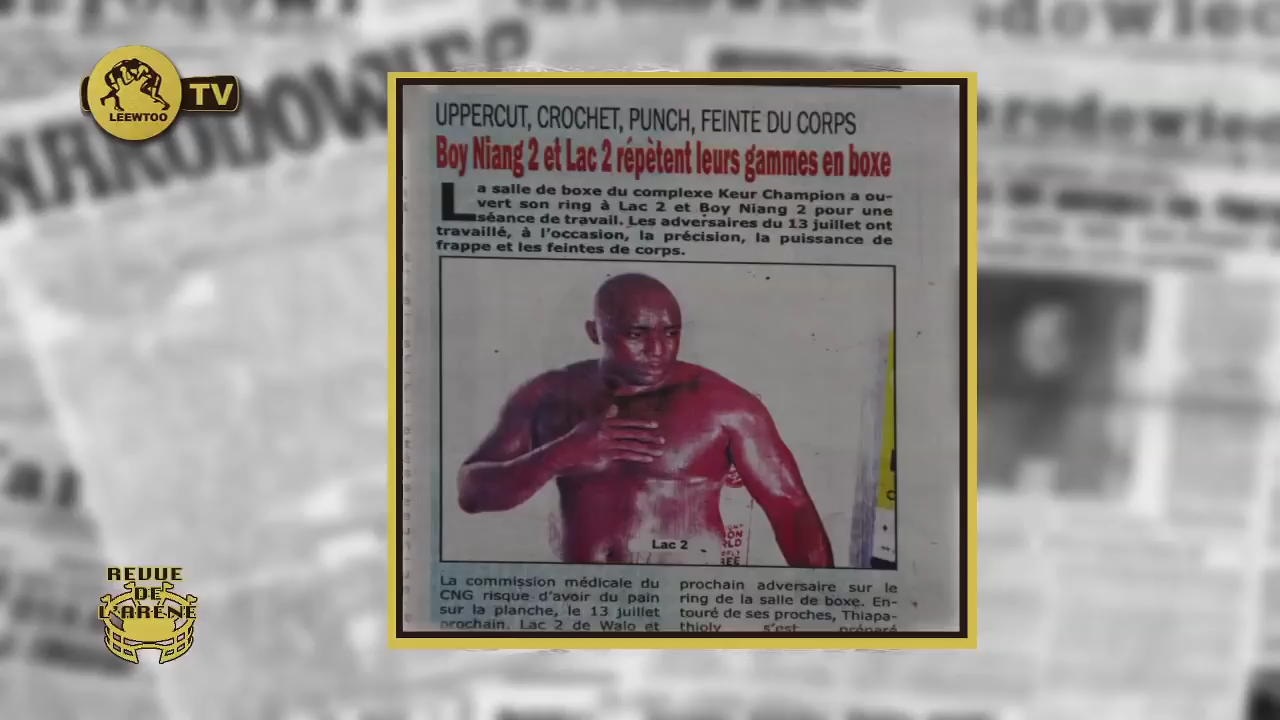 LEEWTOO TV
NARODOWIEC
UPPERCUT, CROCHET, PUNCH, FEINTE DU CORPS
Boy Niang 2 et Lac 2 répètent leurs gammes en boxe
La salle de boxe du complexe Keur Champion a ou-
vert son ring à Lac 2 et Boy Niang 2 pour une
séance de travail. Les adversaires du 13 juillet ont
travaillé, à l'occasion, la précision, la puissance de
frappe et les feintes de corps.
Lac 2
La commission médicale du
CNG risque d'avoir du pain
sur la planche, le 13 juillet
prochain. Lac 2 de Walo et
prochain adversaire sur le
ring de la salle de boxe. En-
touré de ses proches, Thiapa-
thioly s'est préparé
REVUE
DE
L'ARÈNE